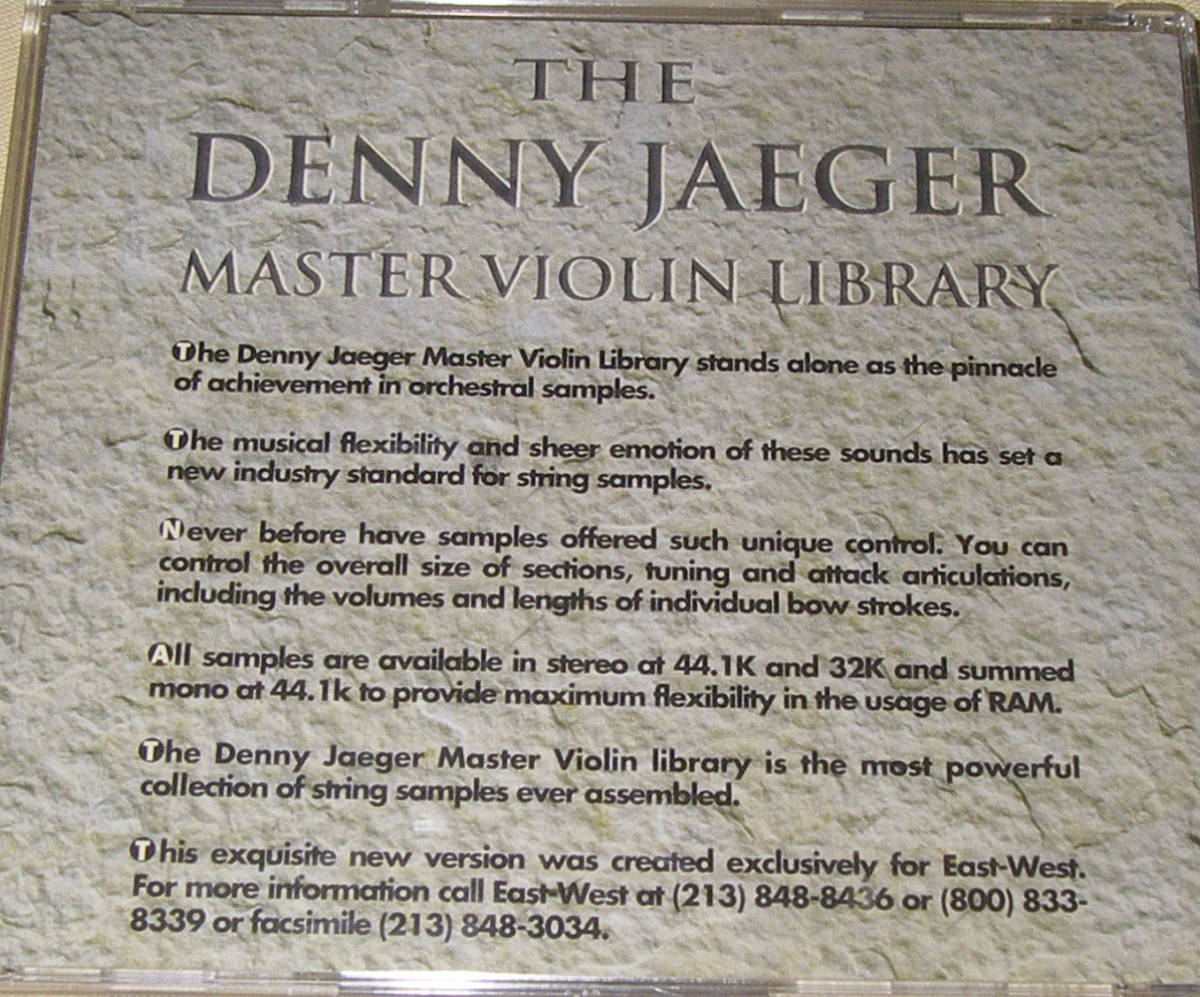 THE
DENNY JAEGER
MASTER VIOLIN LIBRARY
The Denny Jaeger Master Violin Library stands alone as the pinnacle
of achievement in orchestral samples.
The musical flexibility and sheer emotion of these sounds has set a
new industry standard for string samples.
Never before have samples offered such unique control. You can
control the overall size of sections, tuning and attack articulations,
including the volumes and lengths of individual bow strokes.
All samples are available in stereo at 44.1K and 32K and summed
mono at 44.1k to provide maximum flexibility in the usage of RAM.
The Denny Jaeger Master Violin library is the most powerful
collection of string samples ever assembled.
This exquisite new version was created exclusively for East-West.
For more information call East-West at (213) 848-8436 or (800) 833-
8339 or facsimile (213) 848-3034.